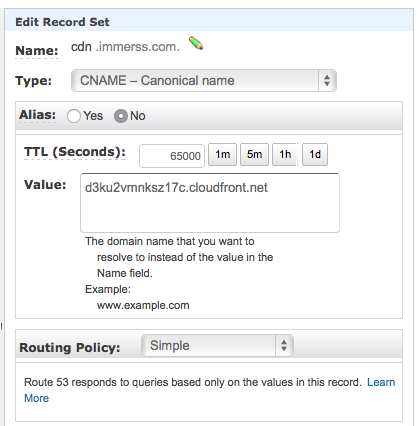 Edit Record Set
Name: cdn .immerss.com.
Type: CNAME – Canonical name
Alias: Yes No
TTL (Seconds): 65000 1m 5m 1h 1d
Value: d3ku2vmnksz17c.cloudfront.net
The domain name that you want to
resolve to instead of the value in the
Name field.
Example:
www.example.com
Routing Policy: Simple
Route 53 responds to queries based only on the values in this record. Learn
More